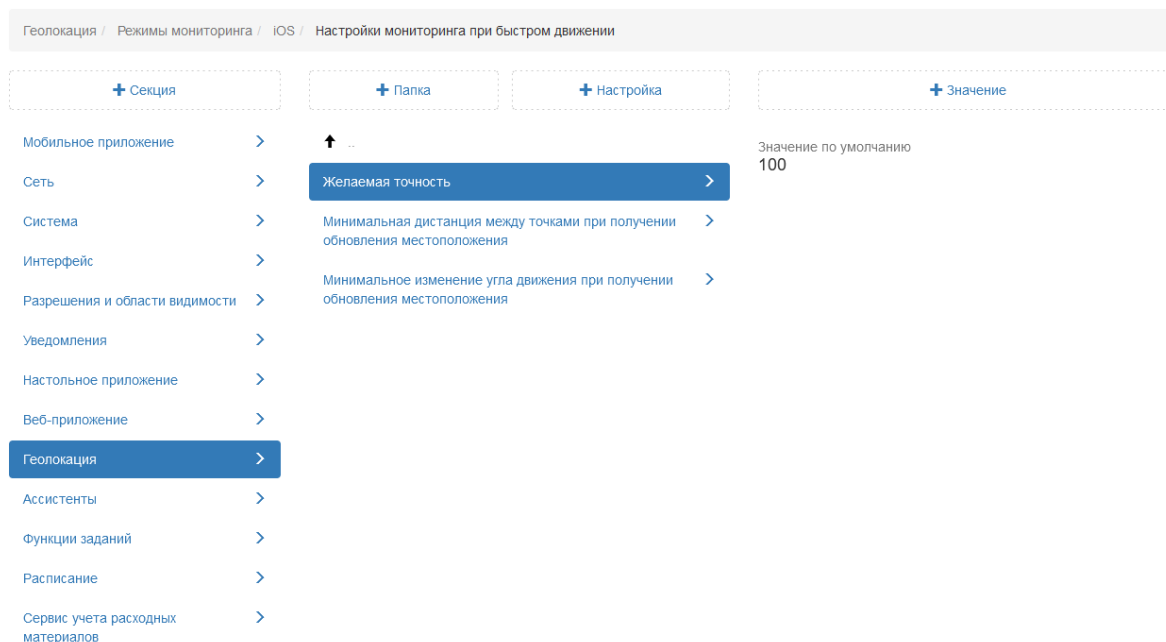 Геолокация / Режимы мониторинга / iOS / Настройки мониторинга при быстром движении
+ Секция
+ Папка
+ Настройка
+ Значение
Мобильное приложение
Сеть
Система
Интерфейс
Разрешения и области видимости
Уведомления
Настольное приложение
Веб-приложение
Геолокация
Ассистенты
Функции заданий
Расписание
Сервис учета расходных
материалов
..
Желаемая точность
Минимальная дистанция между точками при получении
обновления местоположения
Минимальное изменение угла движения при получении
обновления местоположения
Значение по умолчанию
100